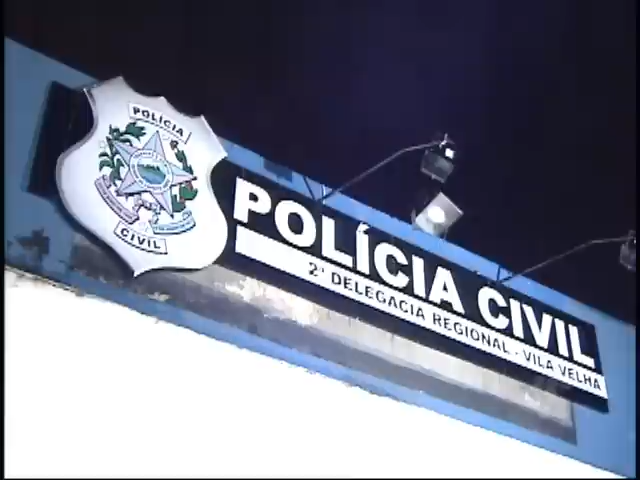 POLÍCIA
CIVIL
POLÍCIA CIVIL
2ª DELEGACIA REGIONAL - VILA VELHA